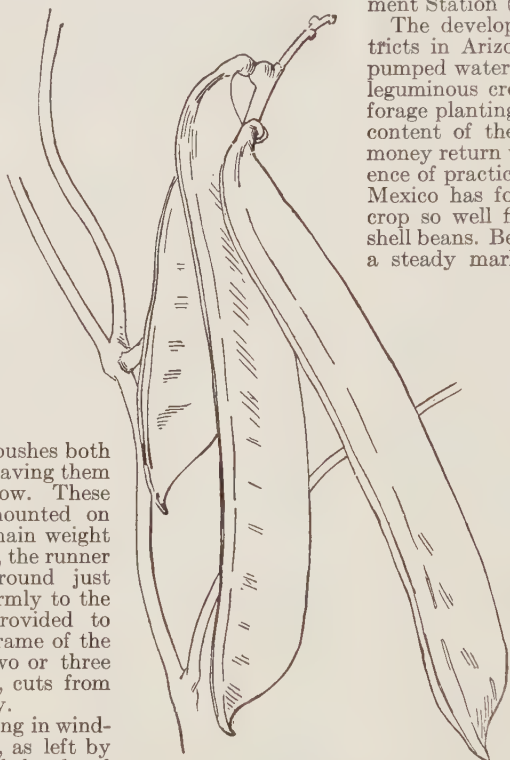 ment Station
The develop
tricts in Arizo
pumped water
leguminous cr
forage planting
content of the
money return
ence of practic
Mexico has fo
crop so well f
shell beans. Be
a steady mar
bushes both
aving them
ow. These
nounted on
nain weight
, the runner
round just
rmly to the
rovided to
rame of the
wo or three
, cuts from
y.
ng in wind-
, as left by